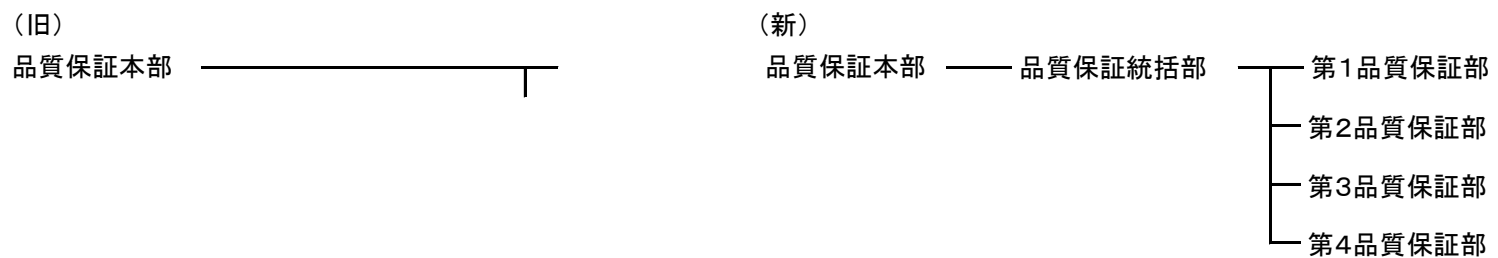 （旧）
品質保証本部
（新）
品質保証本部 品質保証統括部 第1品質保証部
第2品質保証部
第3品質保証部
第4品質保証部